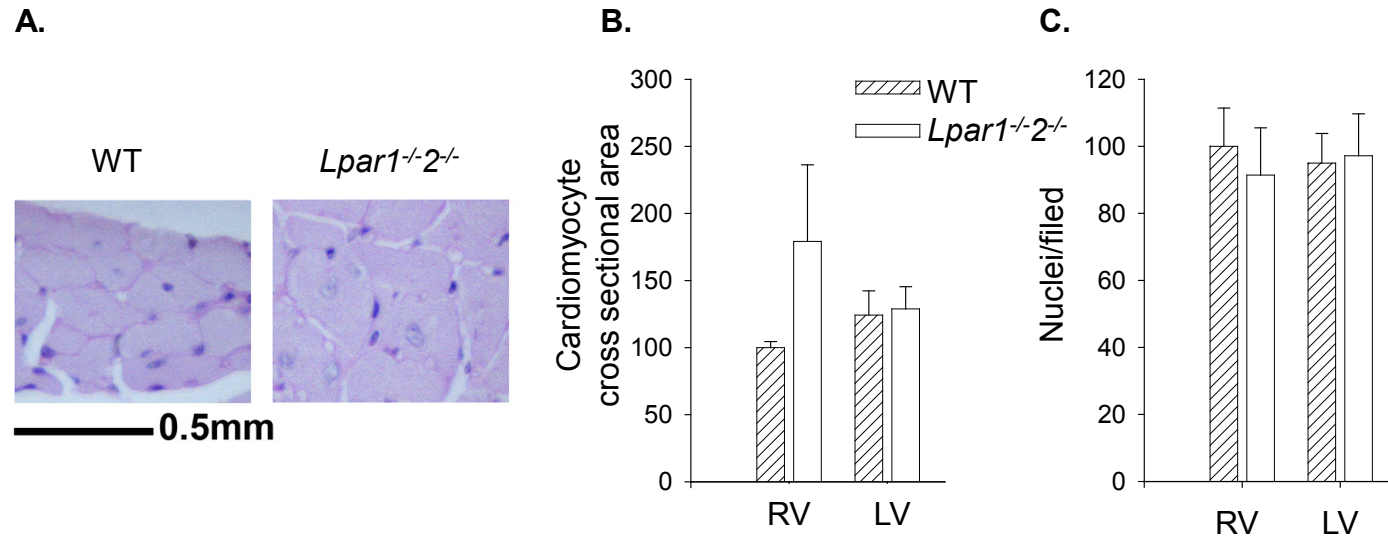 A.
WT
Lpar1-/-2-/-
0.5mm
B.
Cardiomyocyte
cross sectional area
300
250
200
150
100
50
0
RV
LV
WT
Lpar1-/-2-/-
C.
Nuclei/filed
120
100
80
60
40
20
0
RV
LV